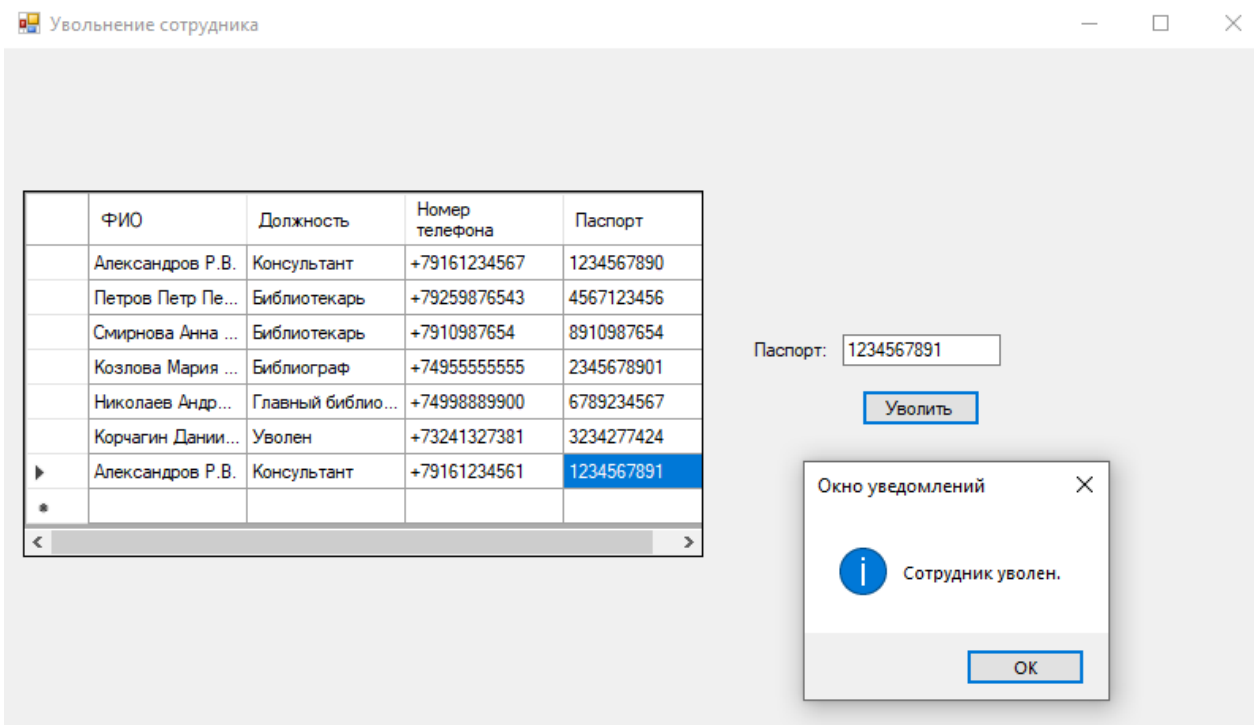 Увольнение сотрудника
ФИО Должность Номер телефона Паспорт
Александров Р.В. Консультант +79161234567 1234567890
Петров Петр Пе... Библиотекарь +79259876543 4567123456
Смирнова Анна ... Библиотекарь +7910987654 8910987654
Козлова Мария ... Библиограф +74955555555 2345678901
Николаев Андр... Главный библио... +74998889900 6789234567
Корчагин Дании... Уволен +73241327381 3234277424
Александров Р.В. Консультант +79161234561 1234567891
Паспорт: 1234567891
Уволить
Окно уведомлений
Сотрудник уволен.
ОК